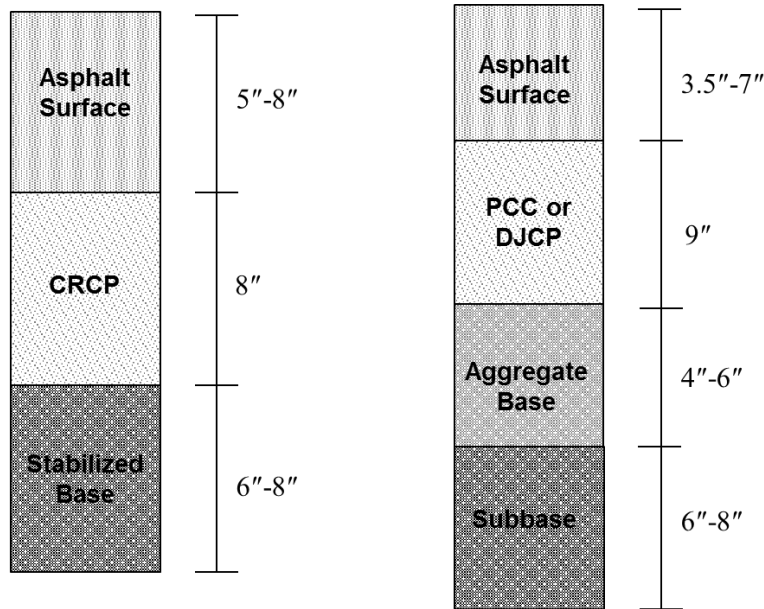 Asphalt
Surface
5″-8″
CRCP
8″
Stabilized
Base
6″-8″
Asphalt
Surface
3.5″-7″
PCC or
DJCP
9″
Aggregate
Base
4″-6″
Subbase
6″-8″